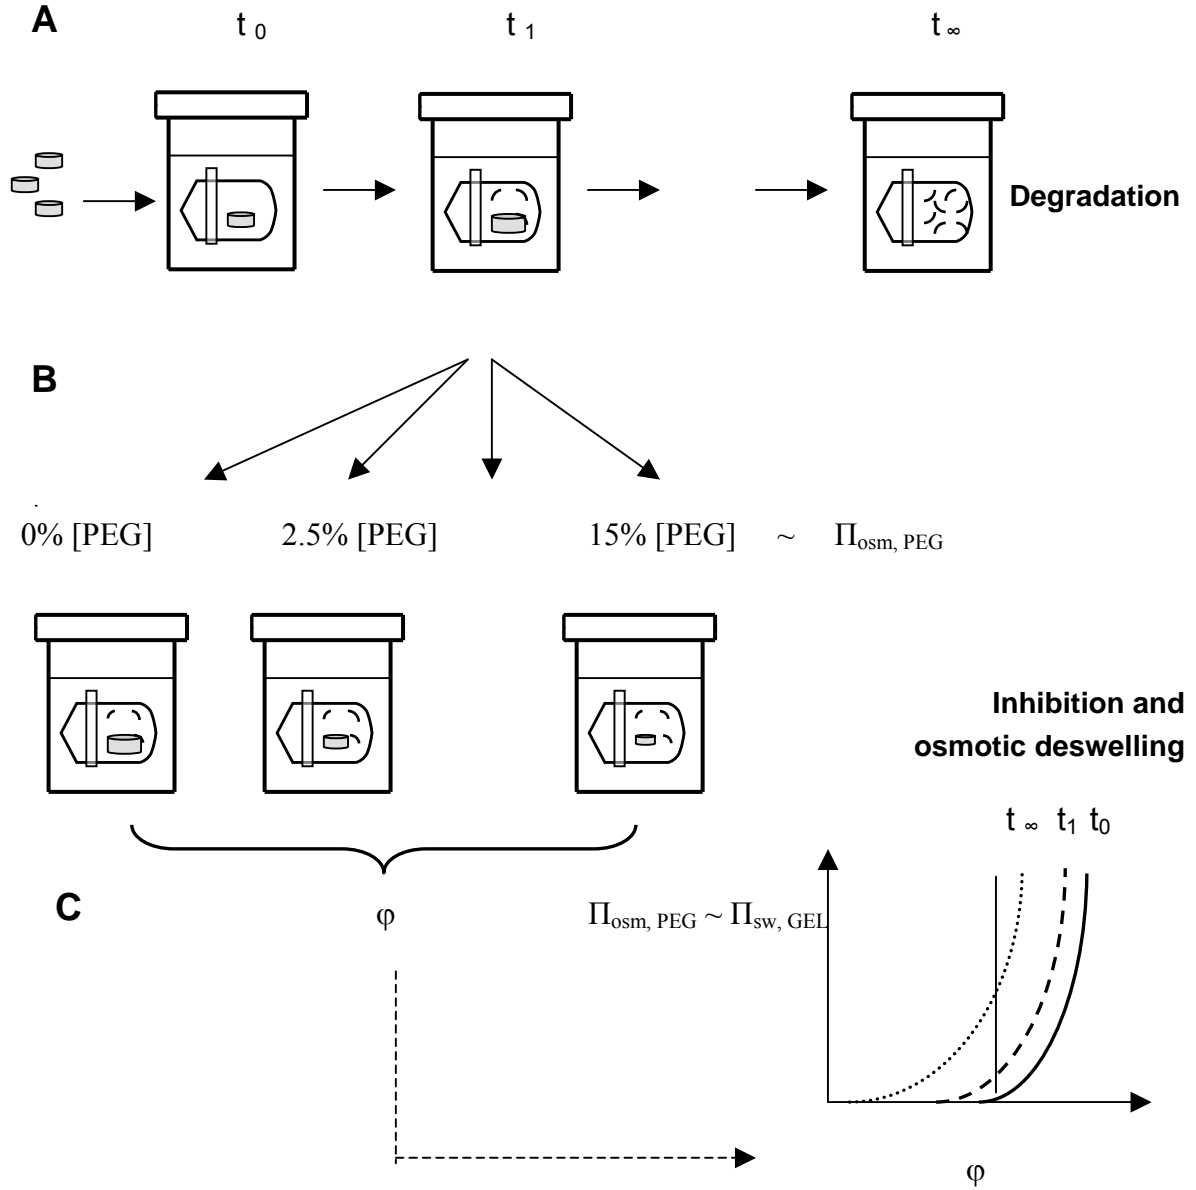 A
t 0
t 1
t ∞
Degradation
B
0% [PEG]
2.5% [PEG]
15% [PEG] ~ Πosm, PEG
Inhibition and
osmotic deswelling
t ∞ t1 t0
C
φ
Πosm, PEG ~ Πsw, GEL
φ